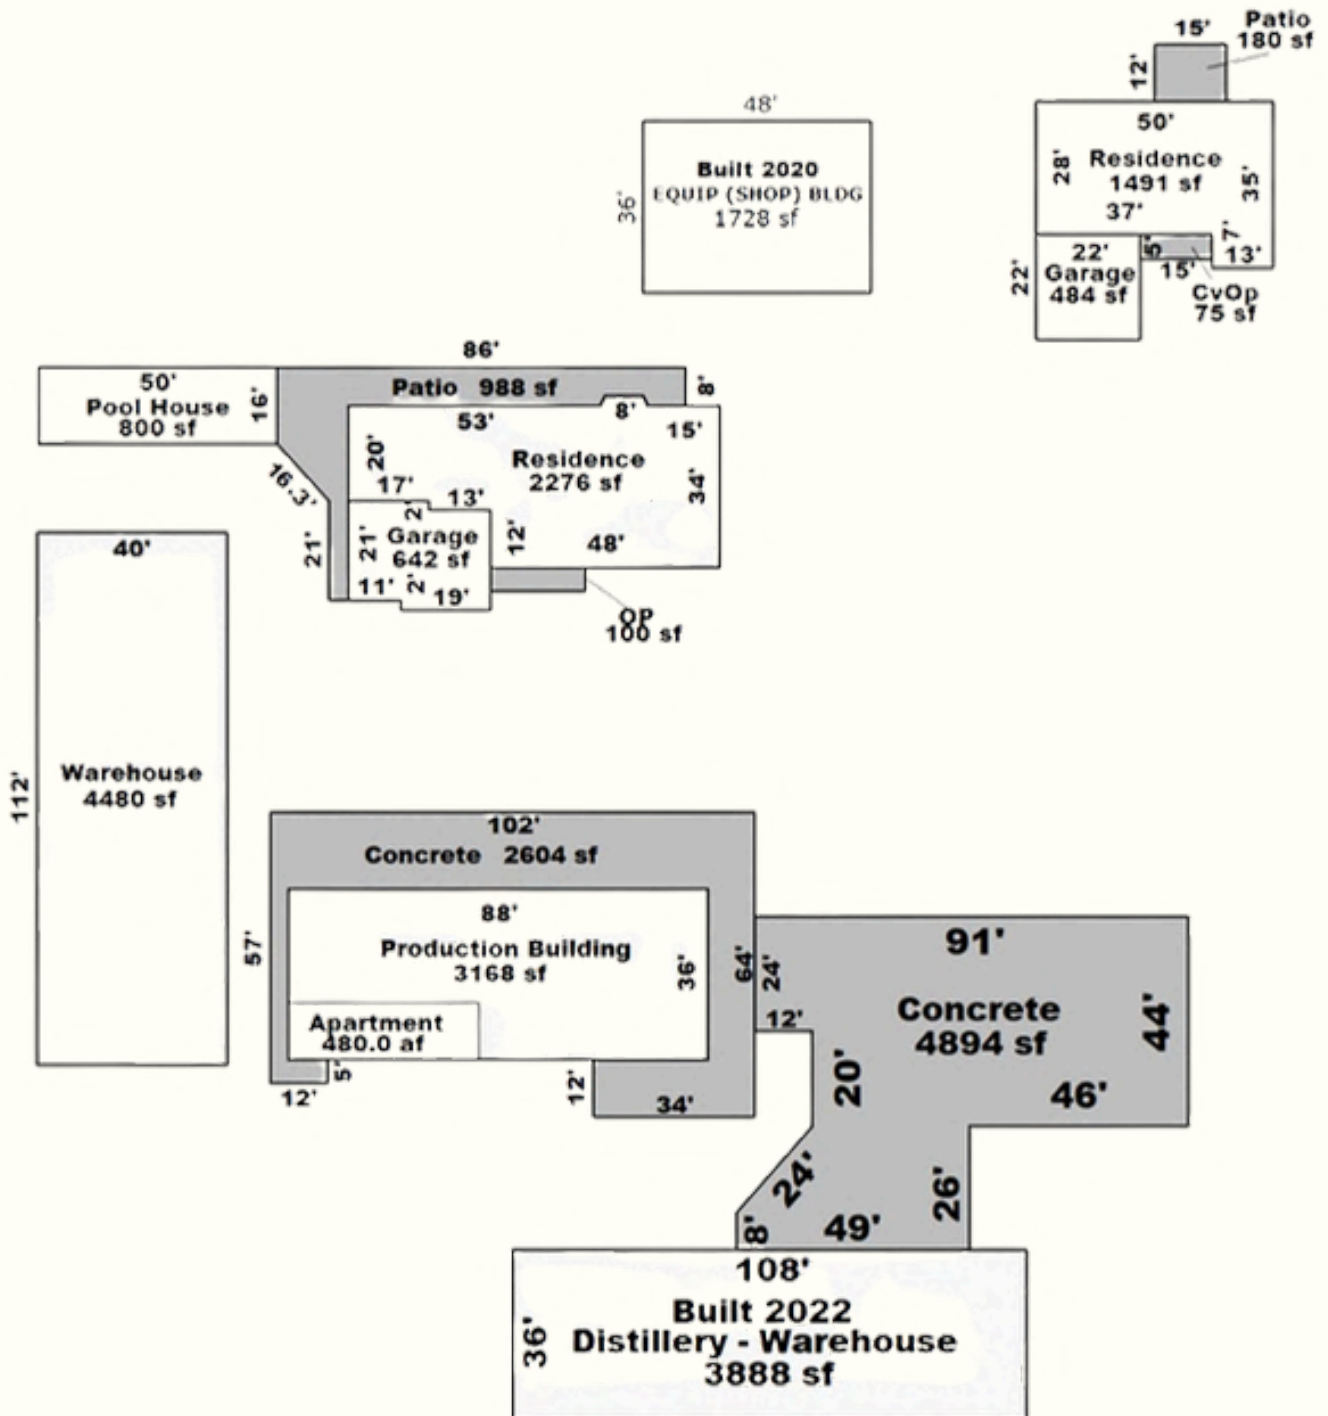 15'
Patio
180 sf
12'
48'
Built 2020
EQUIP (SHOP) BLDG
1728 sf
36'
50'
28'
Residence
1491 sf
35'
37'
7'
13'
22'
22'
Garage
484 sf
5'
15'
CvOp
75 sf
86'
50'
Pool House
800 sf
16'
Patio 988 sf
8'
53'
8'
15'
20'
Residence
2276 sf
34'
16.3'
17'
2'
13'
21'
21'
Garage
642 sf
12'
48'
11'
2'
19'
OP
100 sf
40'
112'
Warehouse
4480 sf
102'
Concrete 2604 sf
57'
88'
Production Building
3168 sf
36'
64'
Apartment
480.0 af
5'
12'
12'
34'
24'
91'
12'
Concrete
4894 sf
44'
20'
46'
24'
26'
8'
49'
108'
36'
Built 2022
Distillery - Warehouse
3888 sf